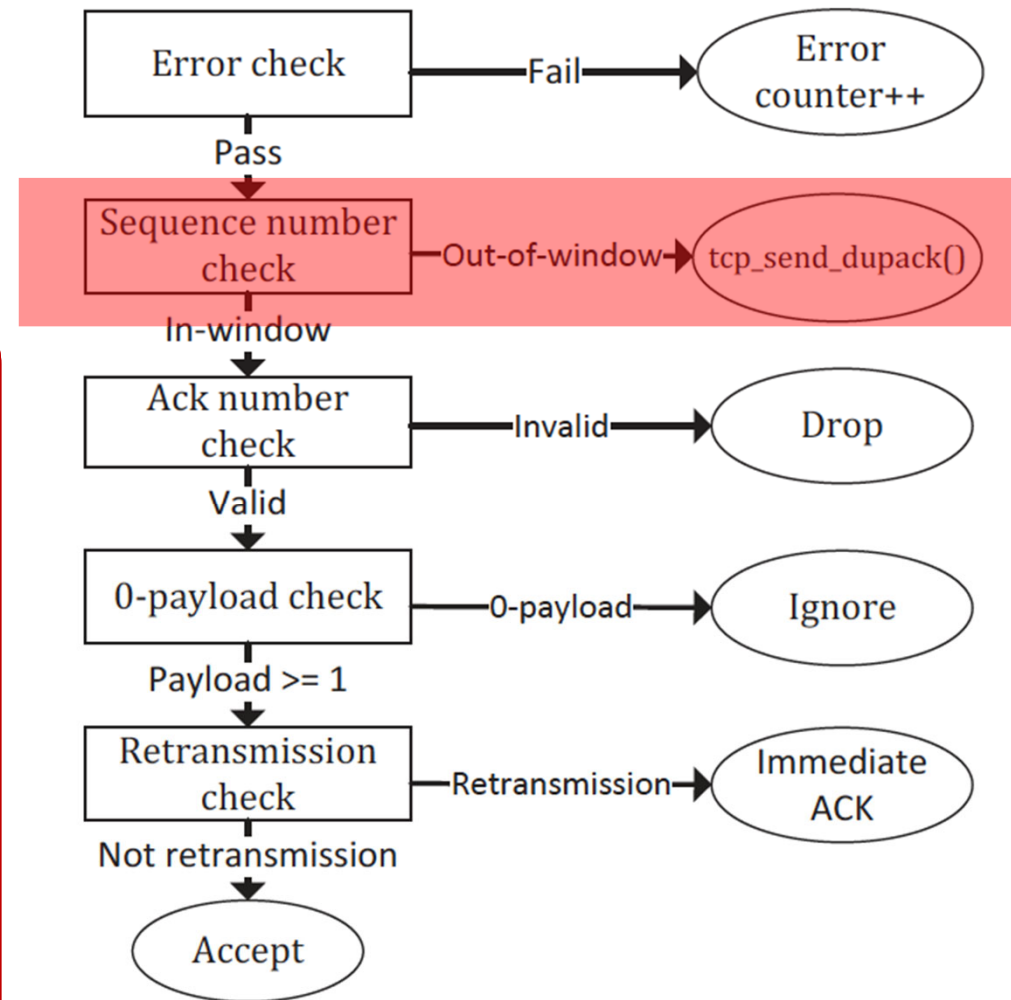 Error check
Fail
Error
counter++
Pass
Sequence number
check
Out-of-window
tcp_send_dupack()
In-window
Ack number
check
Invalid
Drop
Valid
0-payload check
0-payload
Ignore
Payload >= 1
Retransmission
check
Retransmission
Immediate
ACK
Not retransmission
Accept